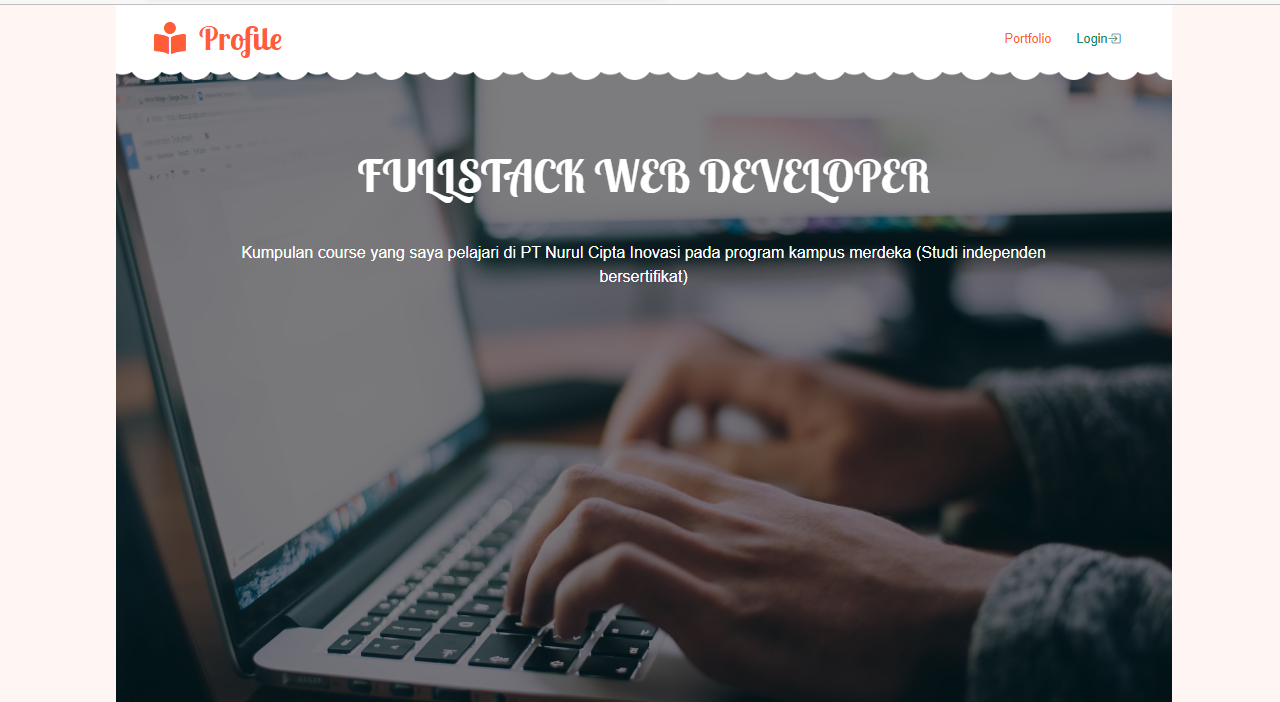 Profile
Portfolio
Login
FULLSTACK WEB DEVELOPER
Kumpulan course yang saya pelajari di PT Nurul Cipta Inovasi pada program kampus merdeka (Studi independen
bersertifikat)